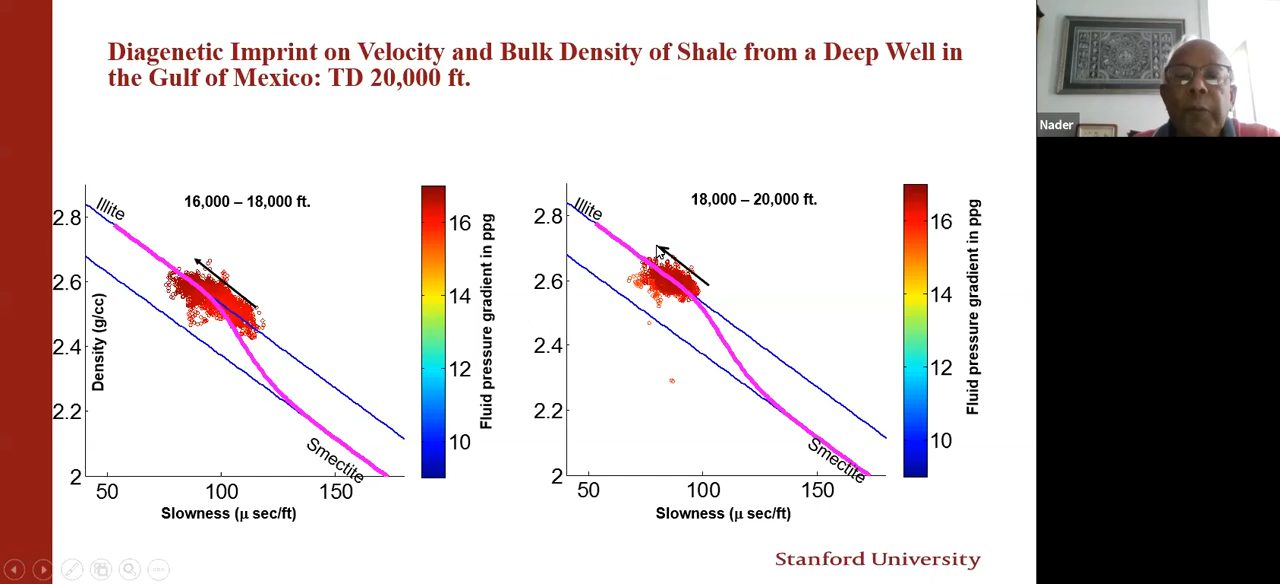 Diagenetic Imprint on Velocity and Bulk Density of Shale from a Deep Well in
the Gulf of Mexico: TD 20,000 ft.
Nader
16,000 – 18,000 ft.
Illite
2.8
2.6
2.4
2.2
2
Density (g/cc)
Smectite
50
100
150
Slowness (μ sec/ft)
16
14
12
10
Fluid pressure gradient in ppg
18,000 – 20,000 ft.
Illite
2.8
2.6
2.4
2.2
2
Smectite
50
100
150
Slowness (μ sec/ft)
16
14
12
10
Fluid pressure gradient in ppg
Stanford University